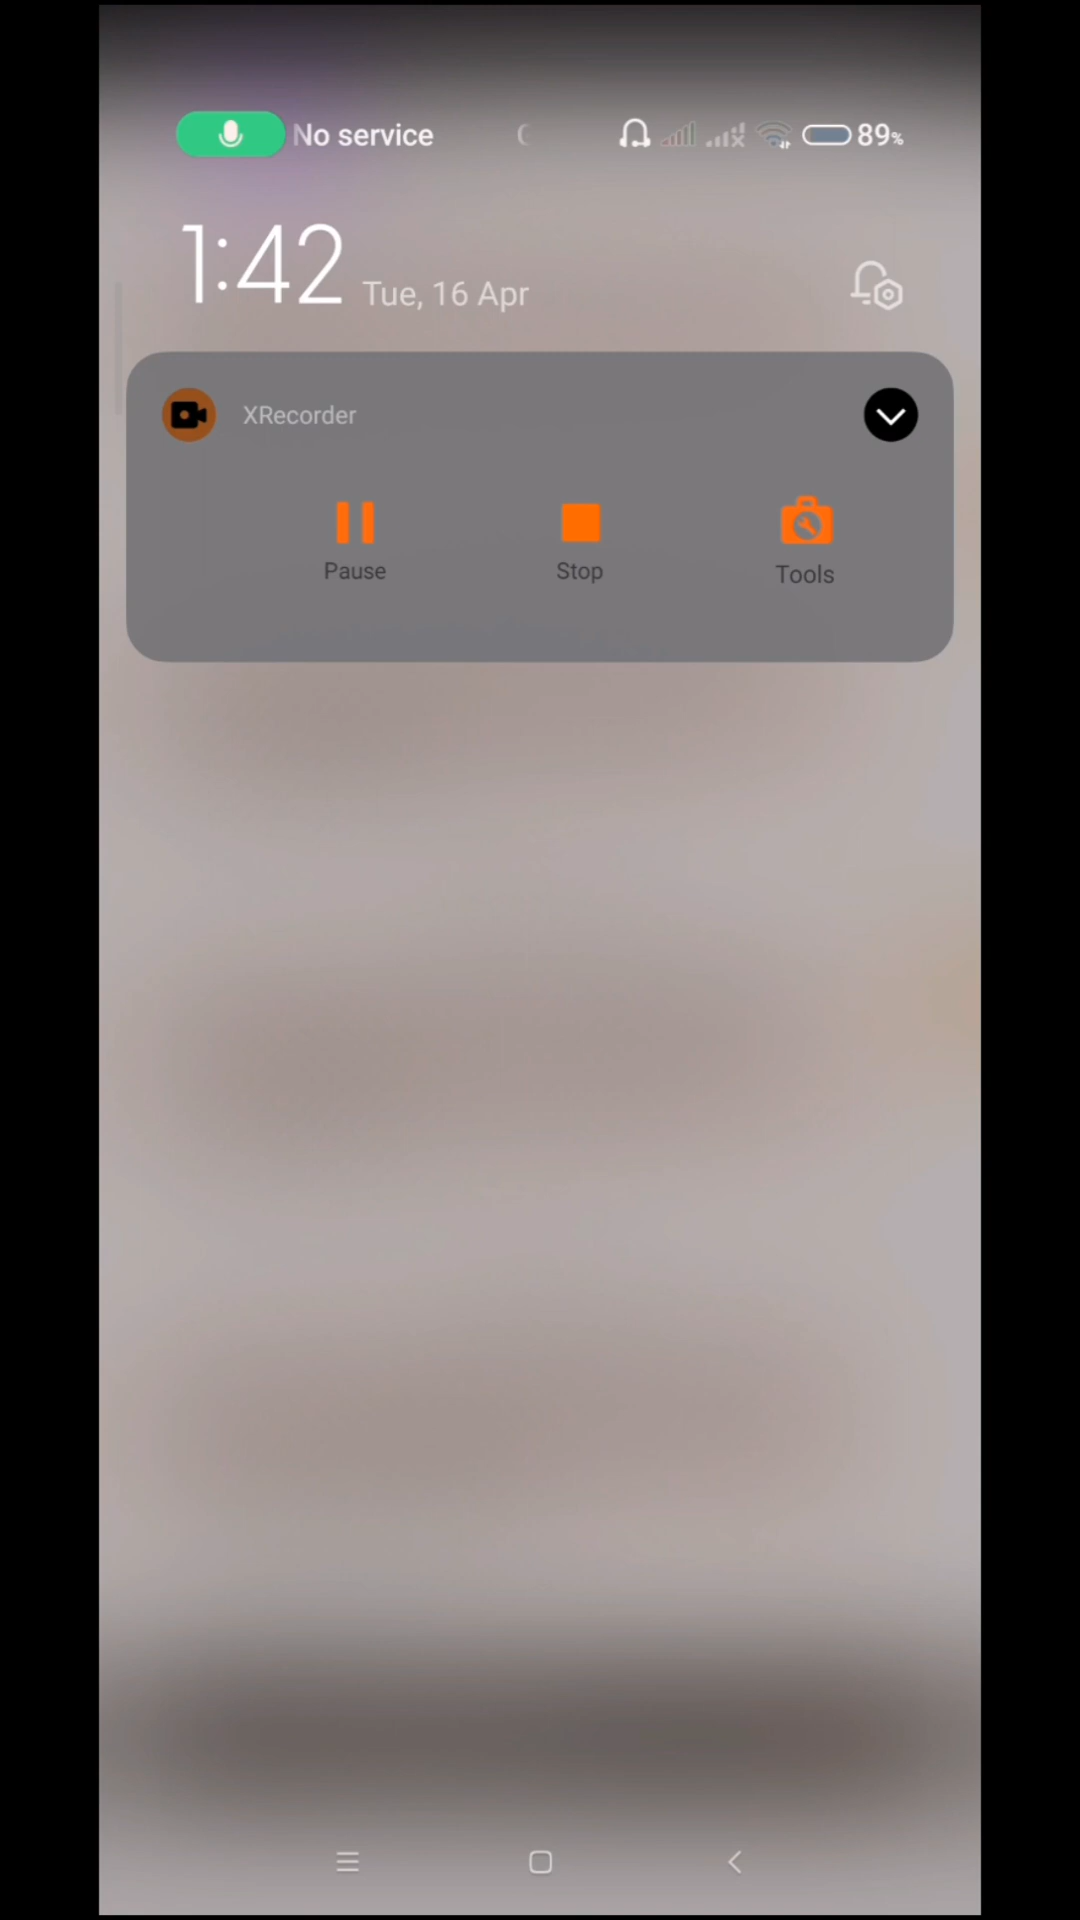 No service
89%
1:42 Tue, 16 Apr
XRecorder
Pause Stop Tools